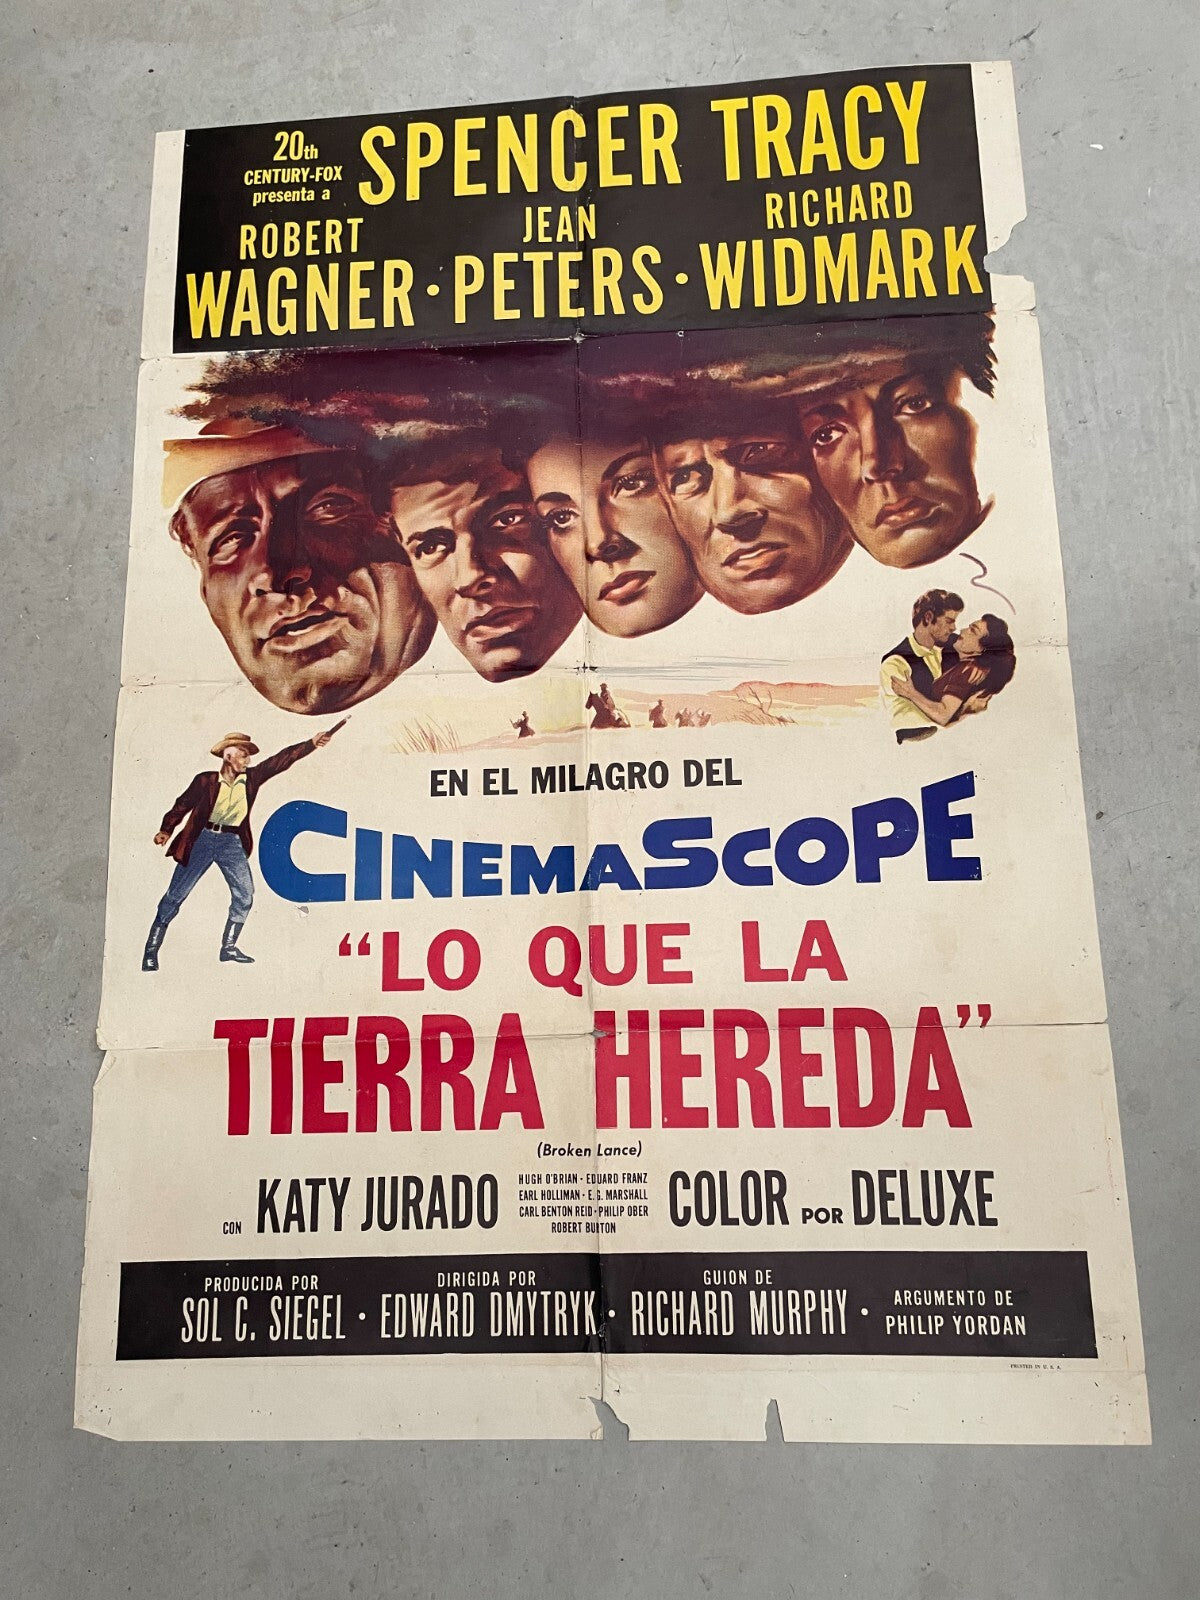 20th
CENTURY-FOX
presenta a
SPENCER TRACY
ROBERT
WAGNER • JEAN
PETERS • RICHARD
WIDMARK
EN EL MILAGRO DEL
CINEMASCOPE
“LO QUE LA
TIERRA HEREDA”
(Broken Lance)
CON KATY JURADO
HUGH O'BRIAN - EDUARD FRANZ
EARL HOLLIMAN - E. G. MARSHALL
CARL BENTON REID - PHILIP OBER
ROBERT BURTON
COLOR POR DELUXE
PRODUCIDA POR
SOL C. SIEGEL •
DIRIGIDA POR
EDWARD DMYTRYK •
GUION DE
RICHARD MURPHY •
ARGUMENTO DE
PHILIP YORDAN
PRINTED IN U. S. A.